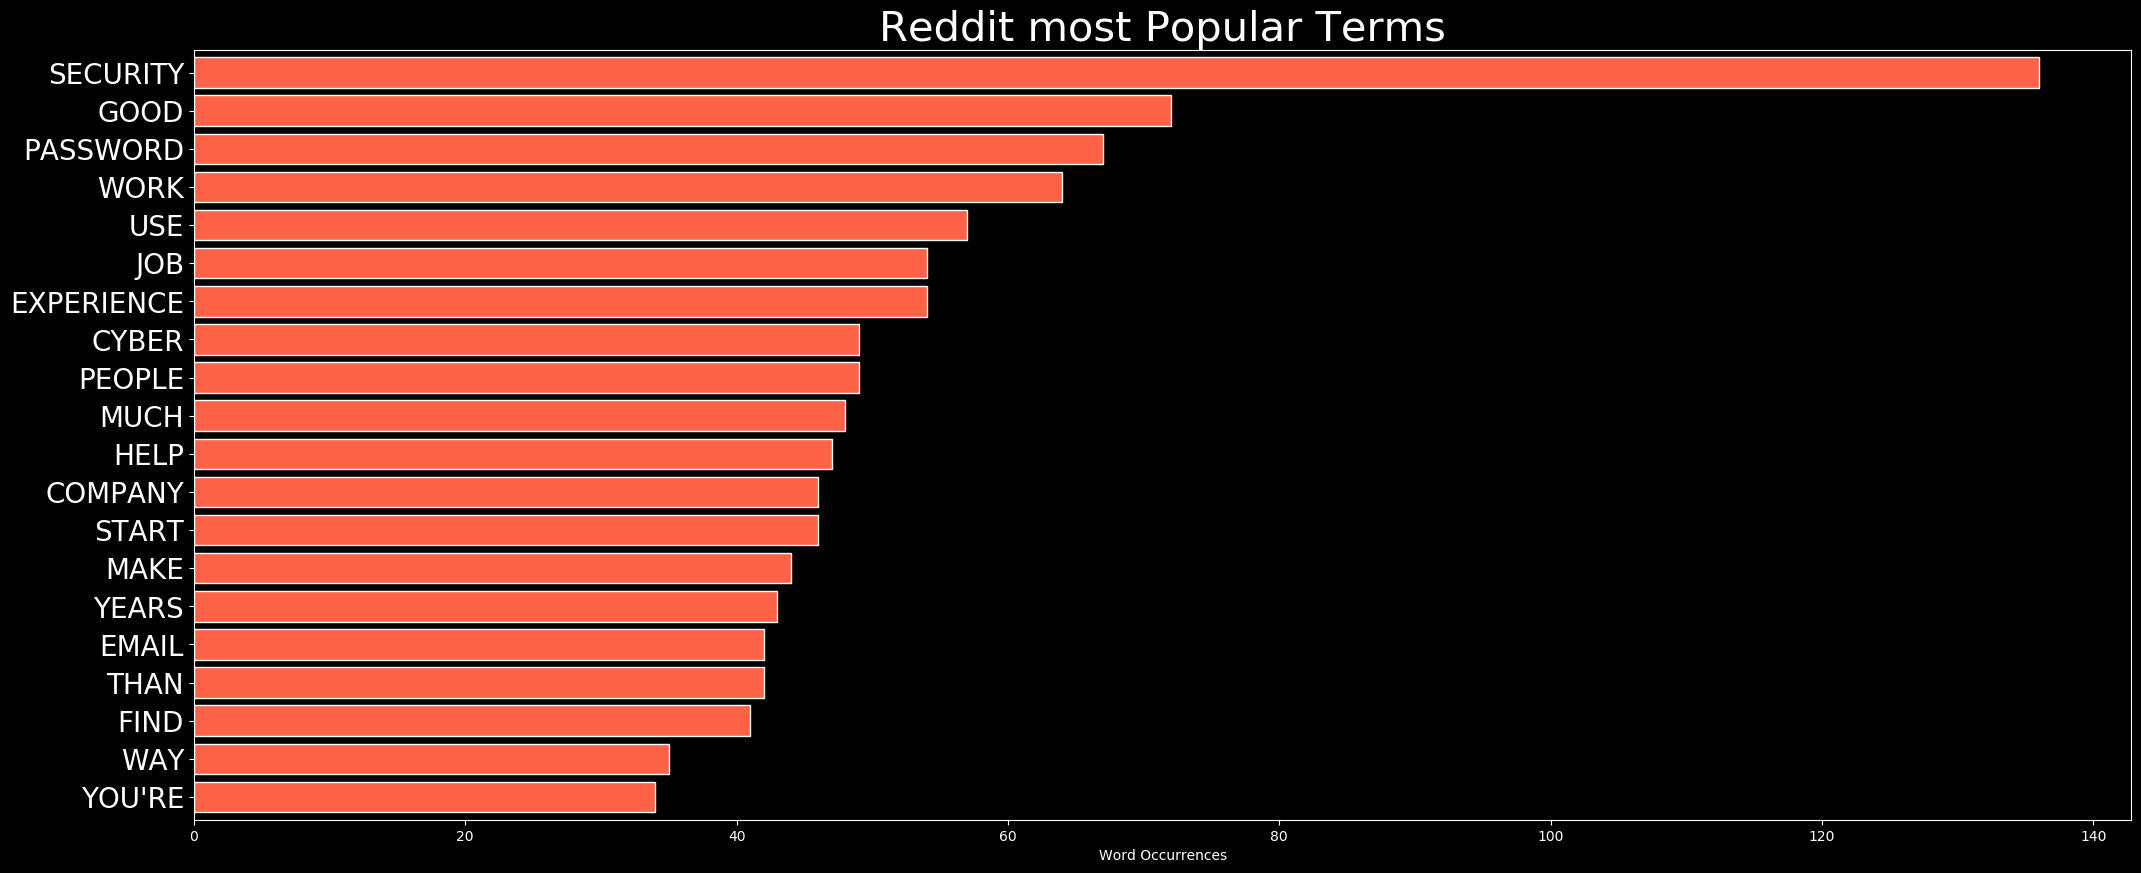 Reddit most Popular Terms
SECURITY
GOOD
PASSWORD
WORK
USE
JOB
EXPERIENCE
CYBER
PEOPLE
MUCH
HELP
COMPANY
START
MAKE
YEARS
EMAIL
THAN
FIND
WAY
YOU'RE
0 20 40 60 80 100 120 140
Word Occurrences